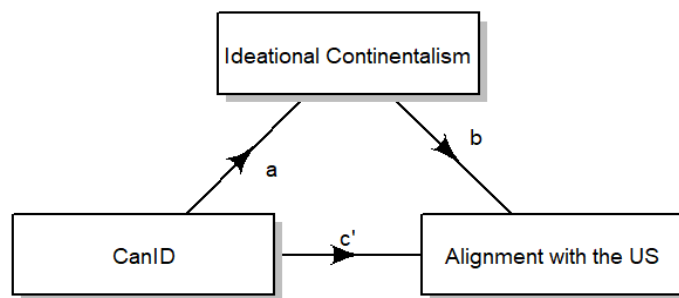 Ideational Continentalism
b
a
c'
CanID
Alignment with the US